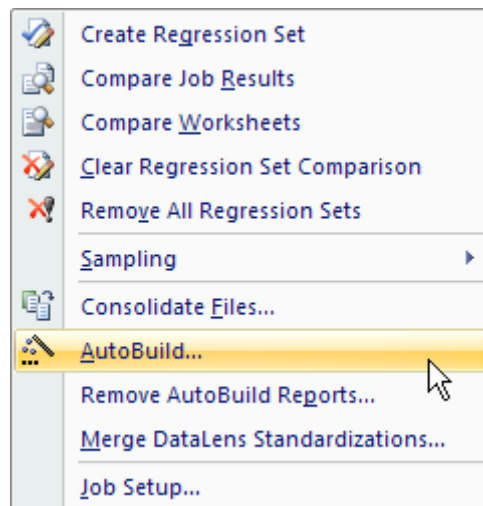 Create Regression Set
Compare Job Results
Compare Worksheets
Clear Regression Set Comparison
Remove All Regression Sets
Sampling
Consolidate Files...
AutoBuild...
Remove AutoBuild Reports...
Merge DataLens Standardizations...
Job Setup...